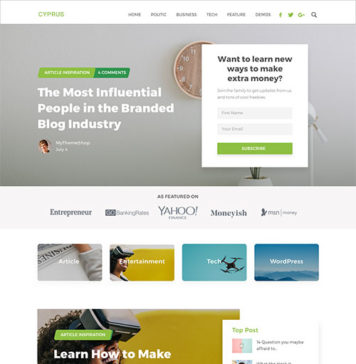 CYPRUS
HOME POLITIC BUSINESS TECH FEATURE DEMOS
ARTICLE INSPIRATION 4 COMMENTS
The Most Influential
People in the Branded
Blog Industry
MyThemeShop
July 4
Want to learn new
ways to make
extra money?
Join the family to get updates from us
and tons of cool freebies
First Name
Your Email
SUBSCRIBE
AS FEATURED ON
Entrepreneur
GOBankingRates
YAHOO!
FINANCE
Moneyish
msn money
Article
Entertainment
Tech
WordPress
ARTICLE INSPIRATION
Learn How to Make
Top Post
14 Question you maybe
afraid to...